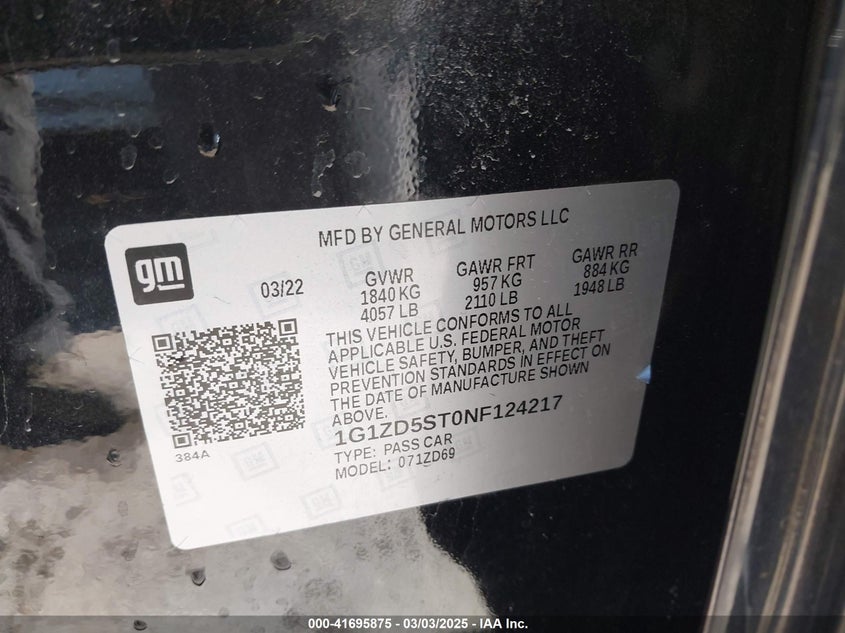 MFD BY GENERAL MOTORS LLC
gm
03/22
GVWR
1840 KG
4057 LB
GAWR FRT
957 KG
2110 LB
GAWR RR
884 KG
1948 LB
THIS VEHICLE CONFORMS TO ALL
APPLICABLE U.S. FEDERAL MOTOR
VEHICLE SAFETY, BUMPER, AND THEFT
PREVENTION STANDARDS IN EFFECT ON
THE DATE OF MANUFACTURE SHOWN
ABOVE.
1G1ZD5ST0NF124217
TYPE: PASS CAR
MODEL: 071ZD69
384A
000-41695875 - 03/03/2025 - IAA Inc.